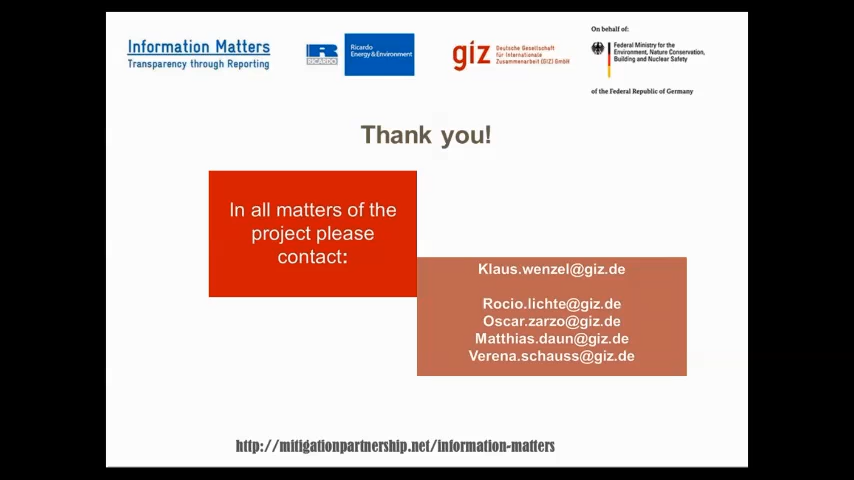 Information Matters
Transparency through Reporting
RICARDO
Ricardo
Energy & Environment
giz
Deutsche Gesellschaft
für Internationale
Zusammenarbeit (GIZ) GmbH
On behalf of:
Federal Ministry for the
Environment, Nature Conservation,
Building and Nuclear Safety
of the Federal Republic of Germany
Thank you!
In all matters of the
project please
contact:
Klaus.wenzel@giz.de
Rocio.lichte@giz.de
Oscar.zarzo@giz.de
Matthias.daun@giz.de
Verena.schauss@giz.de
http://mitigationpartnership.net/information-matters